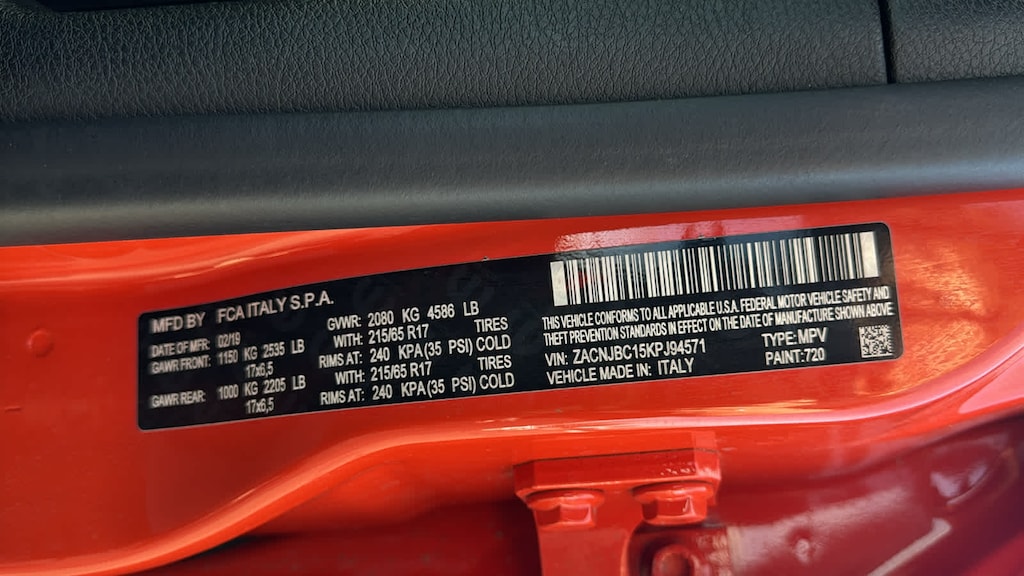 MFD BY FCA ITALY S.P.A.
DATE OF MFR: 02/19 GVWR: 2080 KG 4586 LB
GAWR FRONT: 1150 KG 2535 LB WITH: 215/65 R17 TIRES
17x6,5 RIMS AT: 240 KPA(35 PSI) COLD
GAWR REAR: 1000 KG 2205 LB WITH: 215/65 R17 TIRES
17x6,5 RIMS AT: 240 KPA(35 PSI) COLD
THIS VEHICLE CONFORMS TO ALL APPLICABLE U.S.A. FEDERAL MOTOR VEHICLE SAFETY AND
THEFT PREVENTION STANDARDS IN EFFECT ON THE DATE OF MANUFACTURE SHOWN ABOVE
VIN: ZACNJBC15KPJ94571 TYPE: MPV
VEHICLE MADE IN: ITALY PAINT: 720